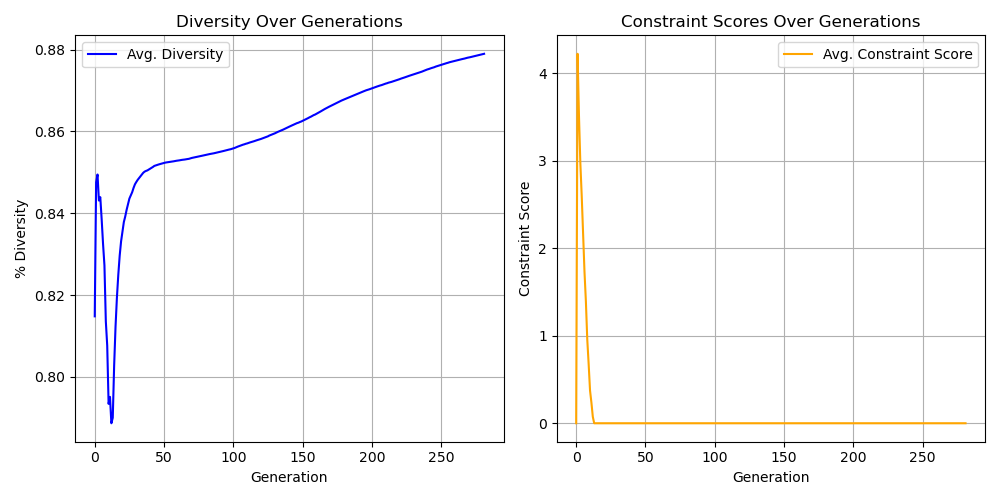 Diversity Over Generations
Avg. Diversity
% Diversity
0.88
0.86
0.84
0.82
0.80
0
50
100
150
200
250
Generation
Constraint Scores Over Generations
Avg. Constraint Score
Constraint Score
4
3
2
1
0
0
50
100
150
200
250
Generation